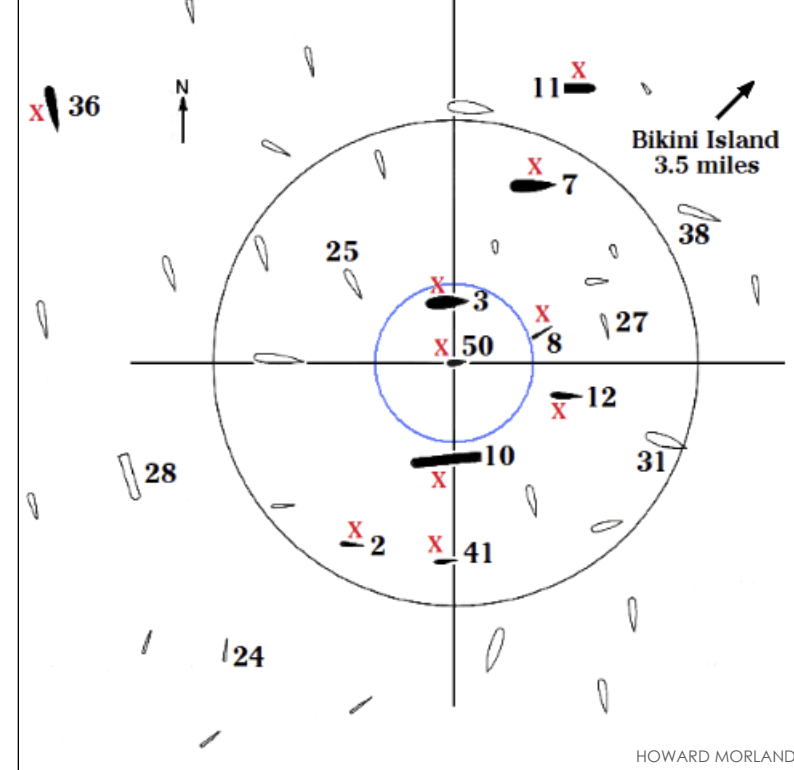 X
11
N
X 36
Bikini Island
3.5 miles
X
7
38
25
X
3
X
27
X 50
8
12
X
31
10
28
X
X
2
X
41
24
HOWARD MORLAND